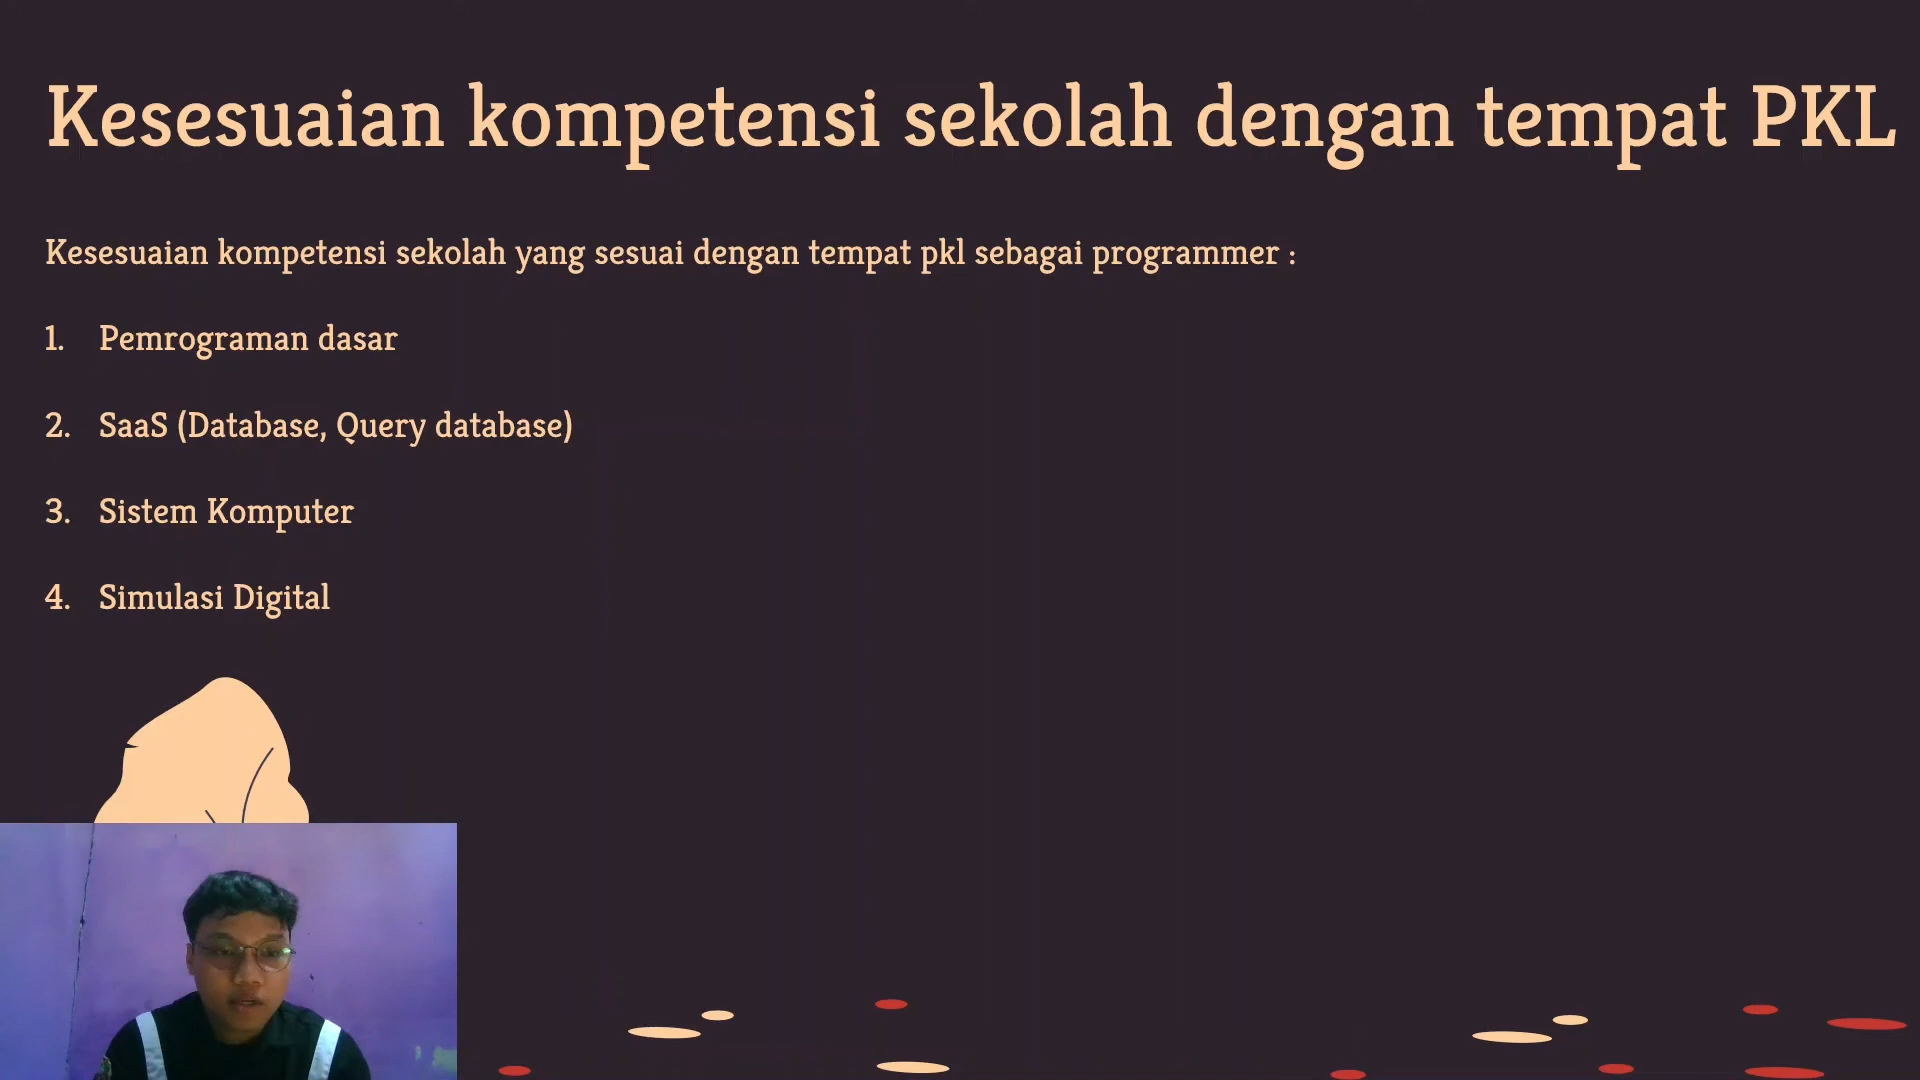 Kesesuaian kompetensi sekolah dengan tempat PKL
Kesesuaian kompetensi sekolah yang sesuai dengan tempat pkl sebagai programmer :
1. Pemrograman dasar
2. SaaS (Database, Query database)
3. Sistem Komputer
4. Simulasi Digital